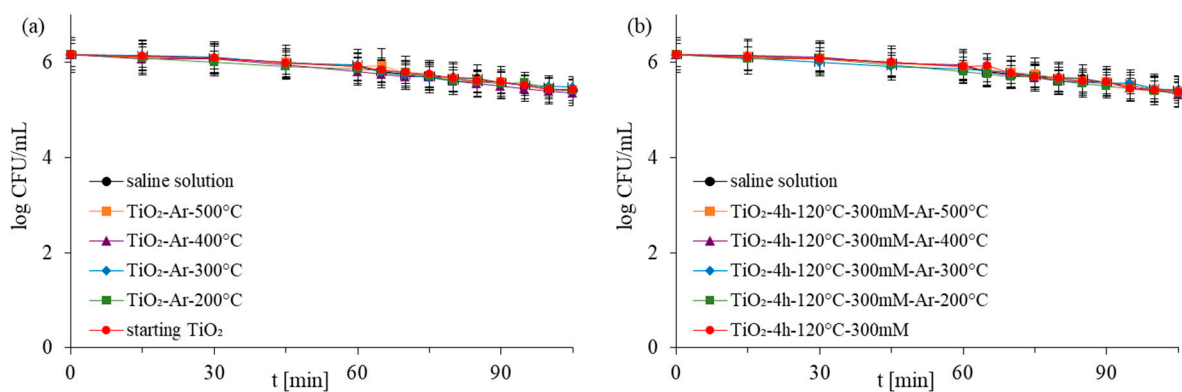 (a)
log CFU/mL
6
4
2
0
saline solution
TiO₂-Ar-500°C
TiO₂-Ar-400°C
TiO₂-Ar-300°C
TiO₂-Ar-200°C
starting TiO₂
0 30 60 90
t [min]
(b)
log CFU/mL
6
4
2
0
saline solution
TiO₂-4h-120°C-300mM-Ar-500°C
TiO₂-4h-120°C-300mM-Ar-400°C
TiO₂-4h-120°C-300mM-Ar-300°C
TiO₂-4h-120°C-300mM-Ar-200°C
TiO₂-4h-120°C-300mM
0 30 60 90
t [min]